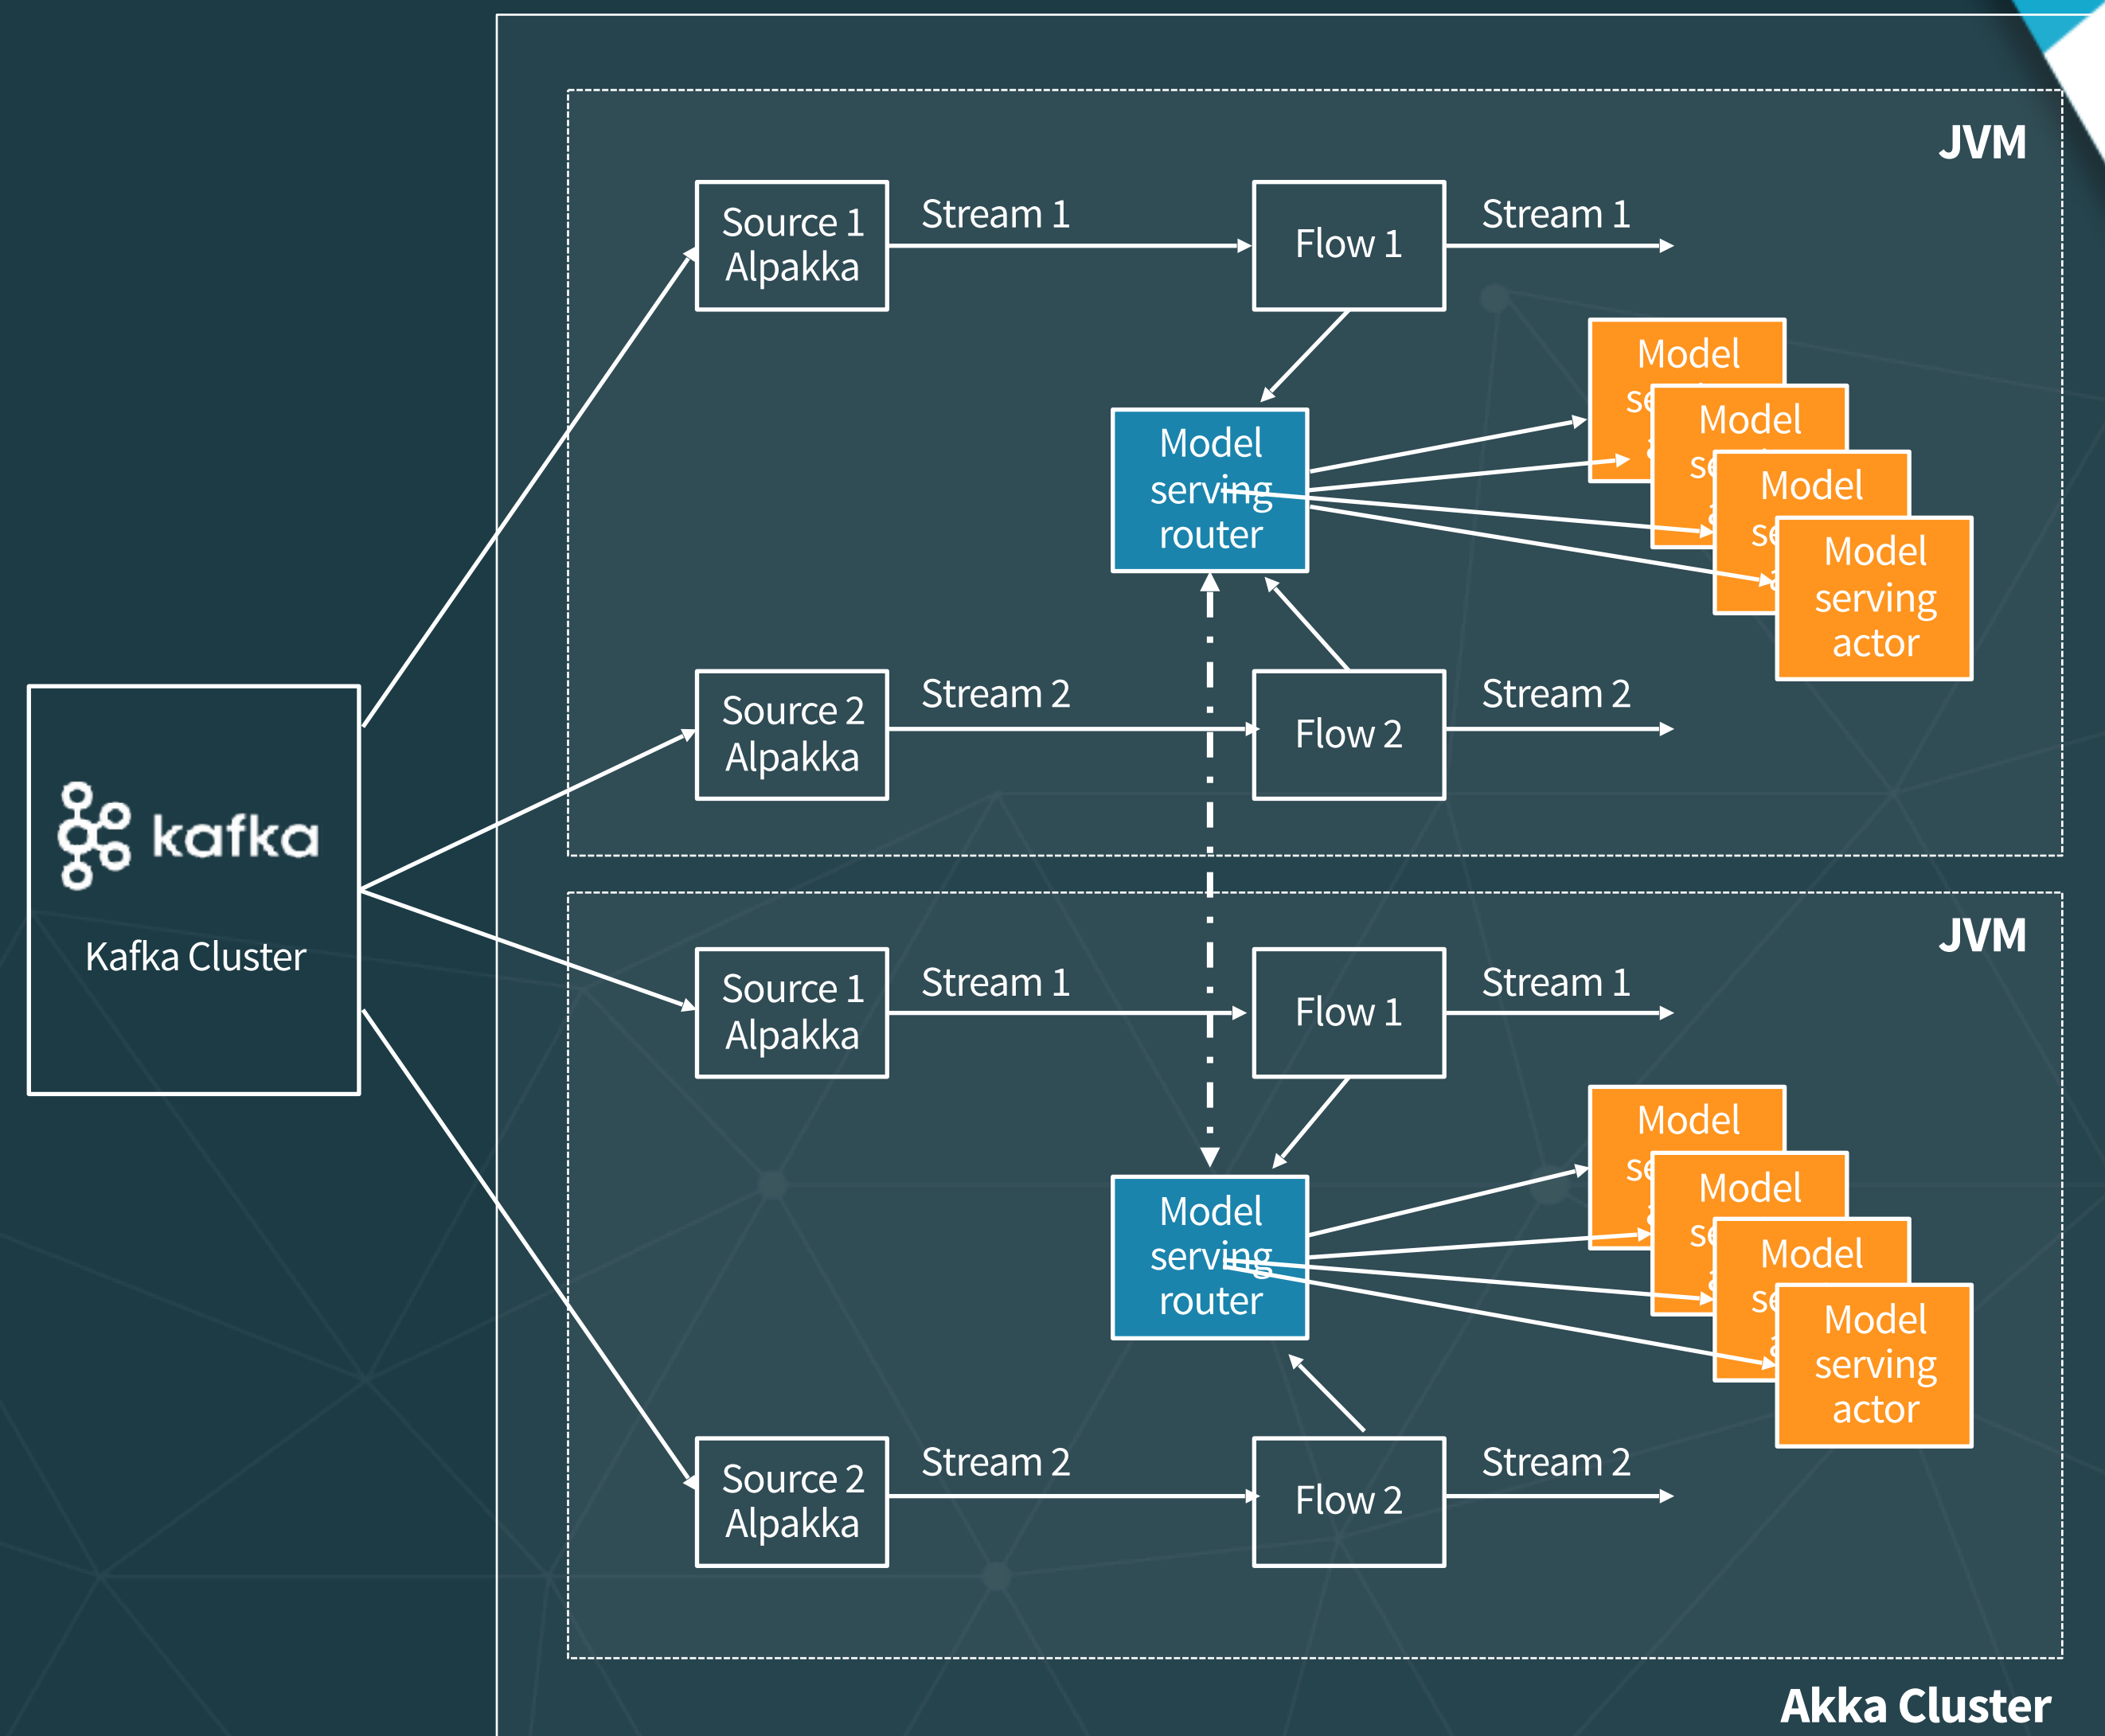 JVM
Source 1
Alpakka
Stream 1
Flow 1
Stream 1
Model
serving
router
Model
Model
Model
Model
serving
actor
Source 2
Alpakka
Stream 2
Flow 2
Stream 2
kafka
Kafka Cluster
JVM
Source 1
Alpakka
Stream 1
Flow 1
Stream 1
Model
serving
router
Model
Model
Model
Model
serving
actor
Source 2
Alpakka
Stream 2
Flow 2
Stream 2
Akka Cluster